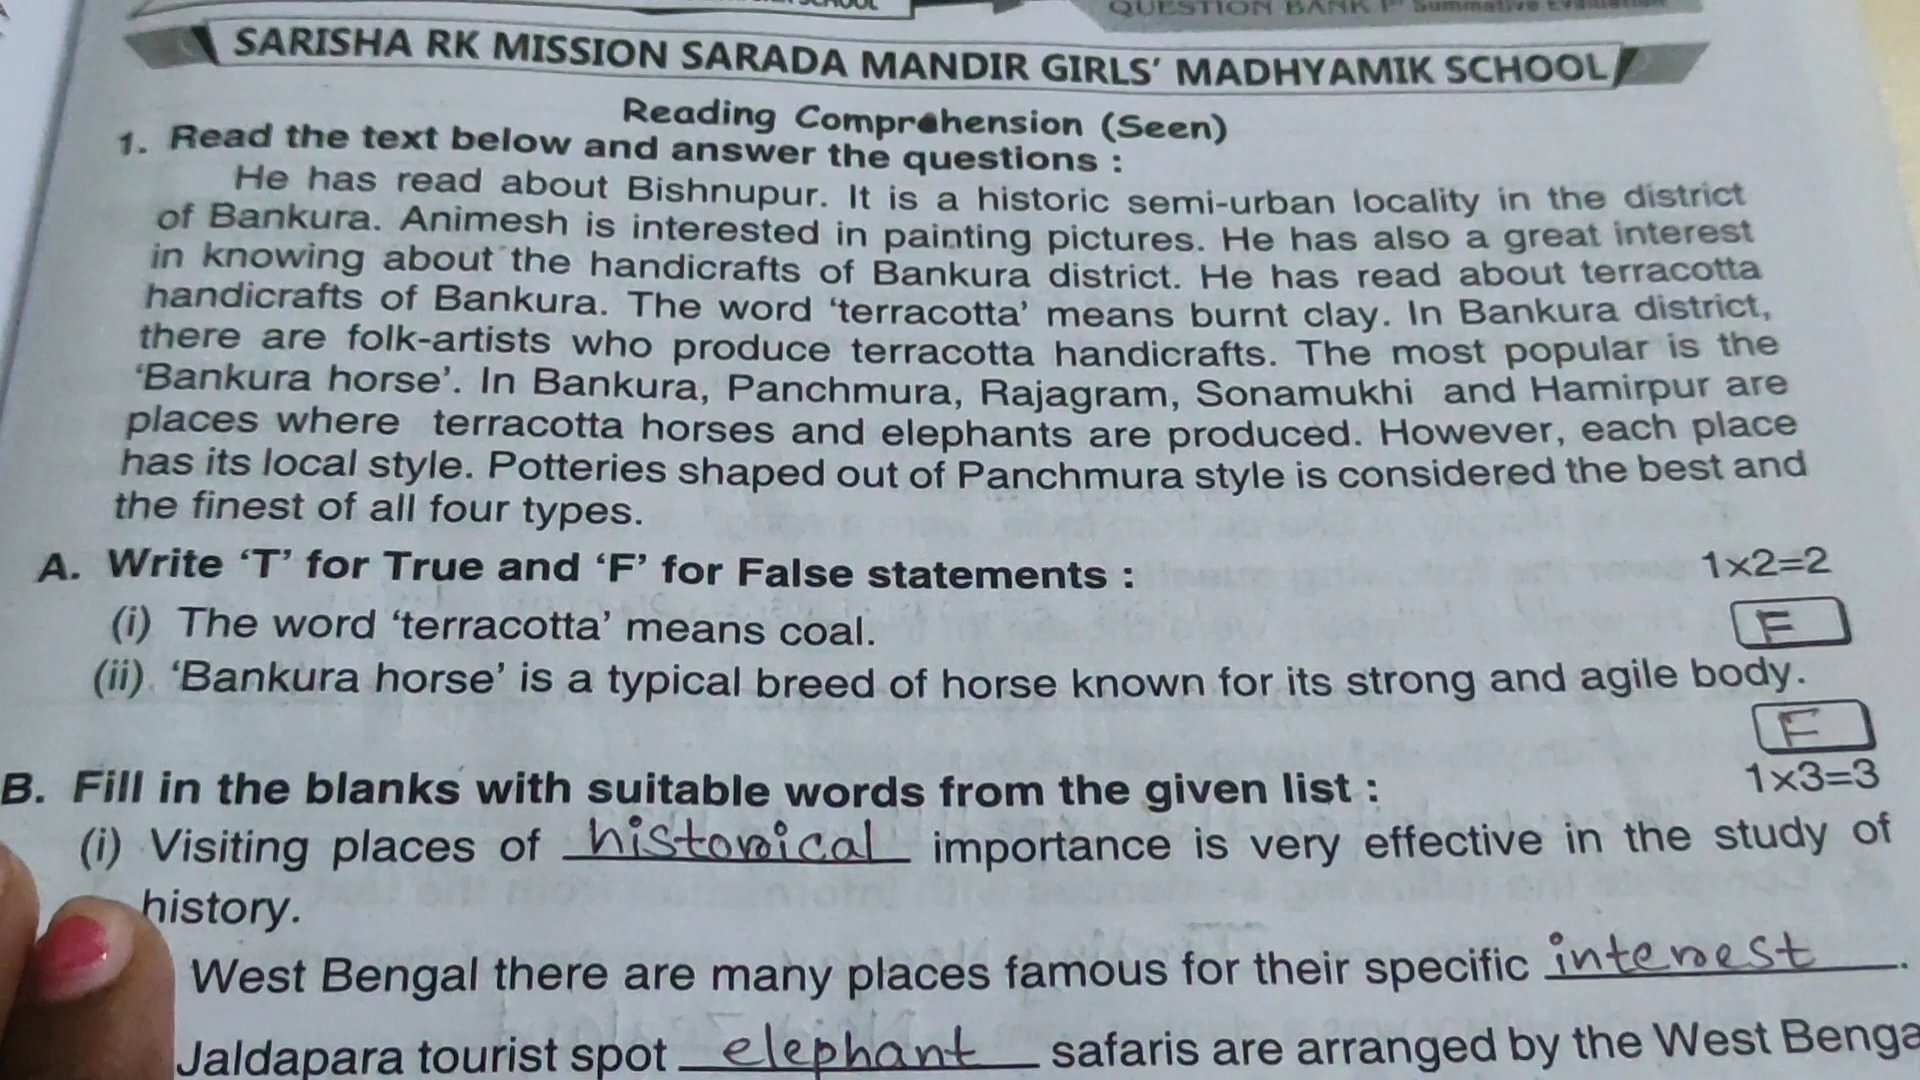 QUESTION BANK 1st Summative Evaluation
SARISHA RK MISSION SARADA MANDIR GIRLS' MADHYAMIK SCHOOL
Reading Comprehension (Seen)
1. Read the text below and answer the questions :
He has read about Bishnupur. It is a historic semi-urban locality in the district
of Bankura. Animesh is interested in painting pictures. He has also a great interest
in knowing about the handicrafts of Bankura district. He has read about terracotta
handicrafts of Bankura. The word 'terracotta' means burnt clay. In Bankura district,
there are folk-artists who produce terracotta handicrafts. The most popular is the
'Bankura horse'. In Bankura, Panchmura, Rajagram, Sonamukhi and Hamirpur are
places where terracotta horses and elephants are produced. However, each place
has its local style. Potteries shaped out of Panchmura style is considered the best and
the finest of all four types.
A. Write 'T' for True and 'F' for False statements : 1×2=2
(i) The word 'terracotta' means coal. F
(ii) 'Bankura horse' is a typical breed of horse known for its strong and agile body.
F
B. Fill in the blanks with suitable words from the given list : 1×3=3
(i) Visiting places of historical importance is very effective in the study of
history.
West Bengal there are many places famous for their specific interest.
Jaldapara tourist spot elephant safaris are arranged by the West Benga